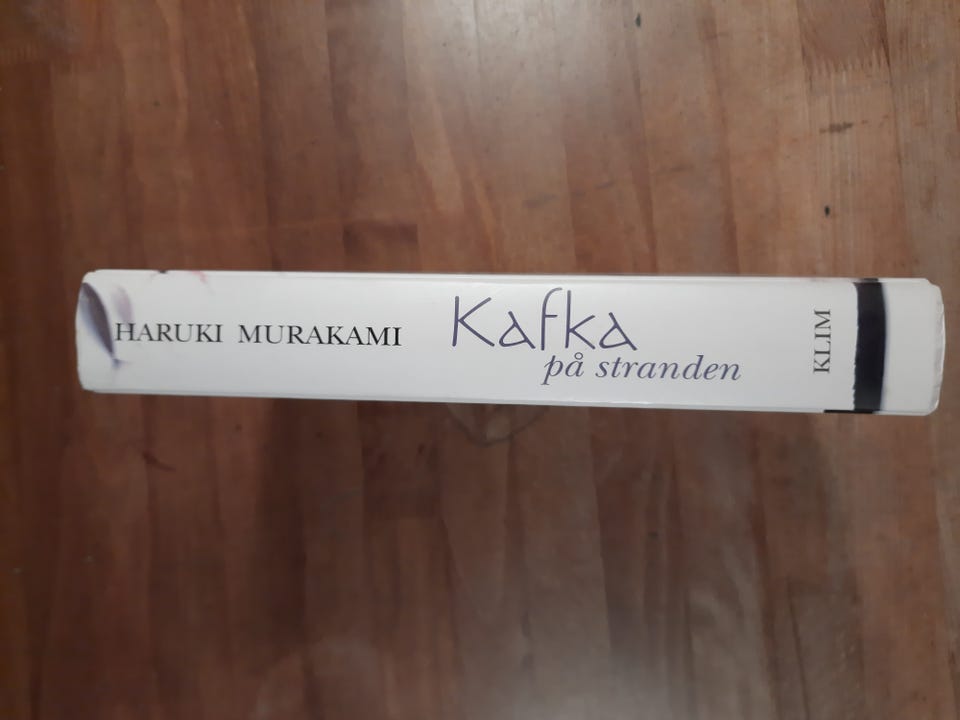 HARUKI MURAKAMI
Kafka
på stranden
KLIM